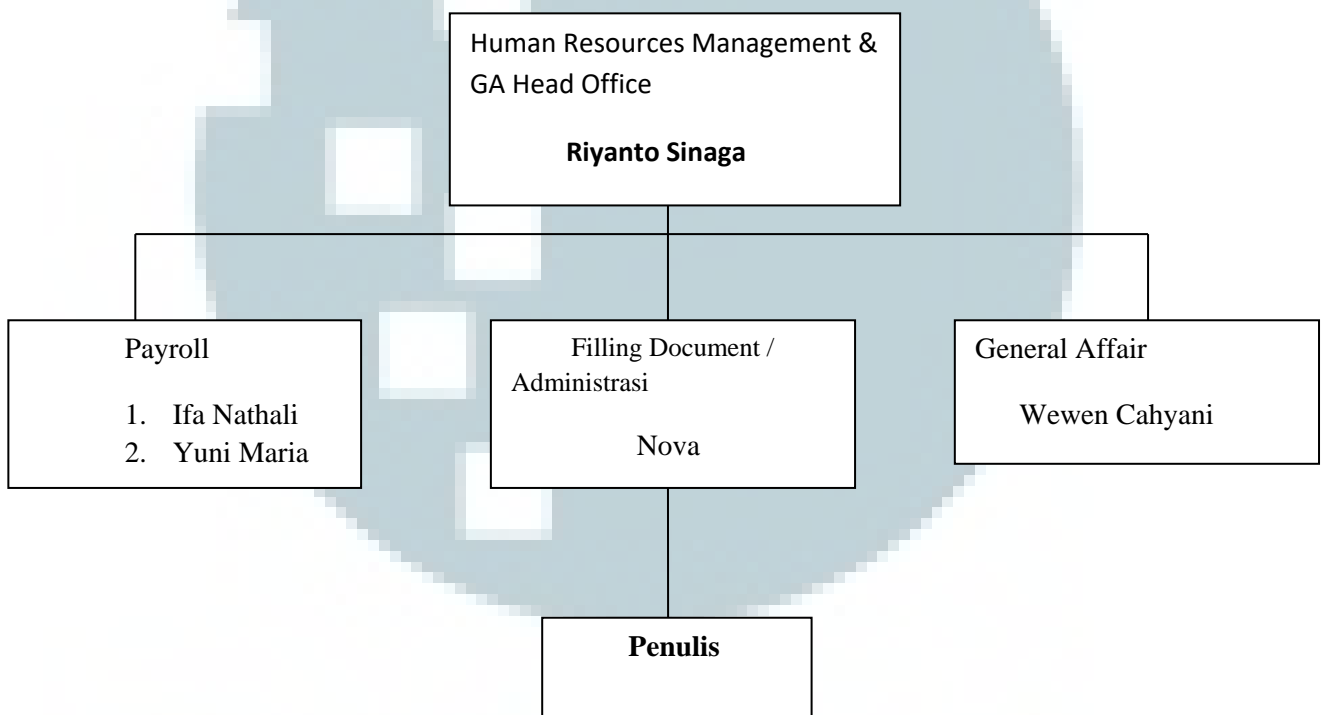 Human Resources Management &
GA Head Office
Riyanto Sinaga
Payroll
1. Ifa Nathali
2. Yuni Maria
Filling Document /
Administrasi
Nova
General Affair
Wewen Cahyani
Penulis